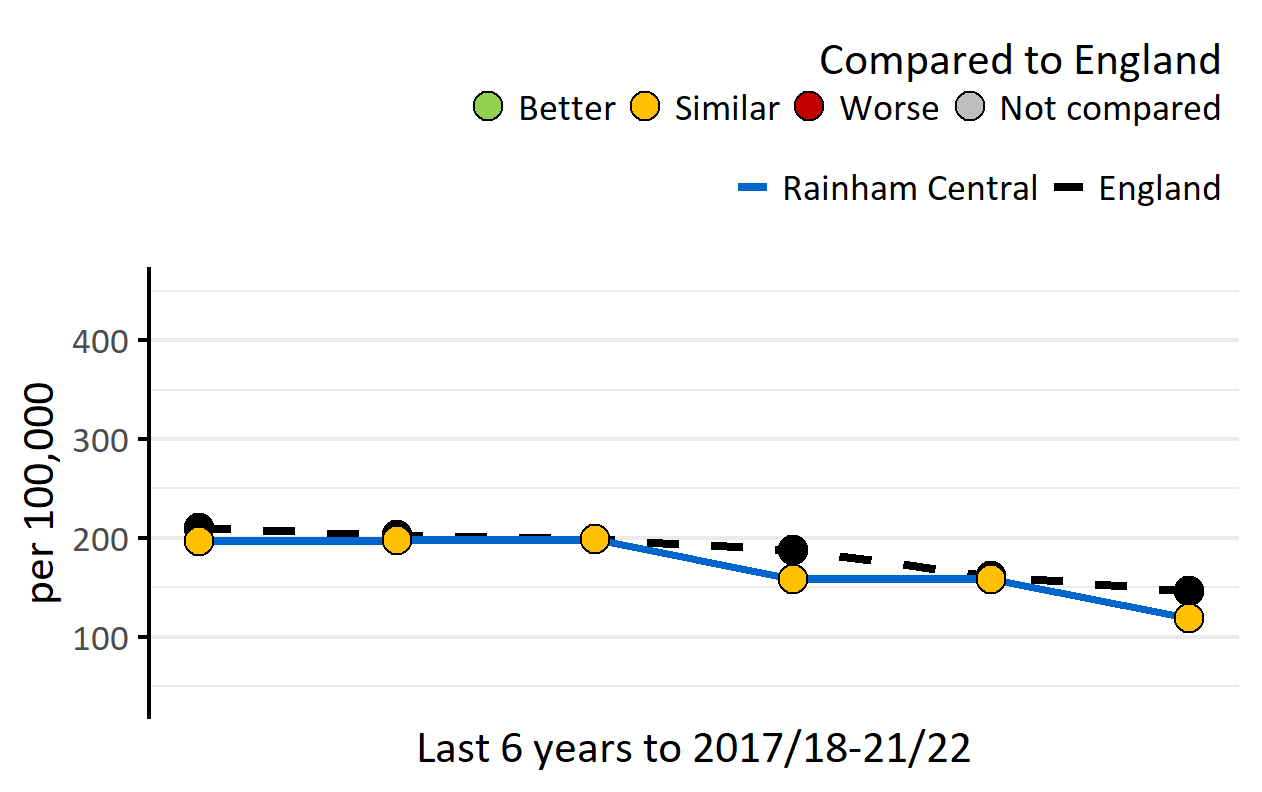 Compared to England
Better Similar Worse Not compared
Rainham Central England
400
300
200
100
per 100,000
Last 6 years to 2017/18-21/22